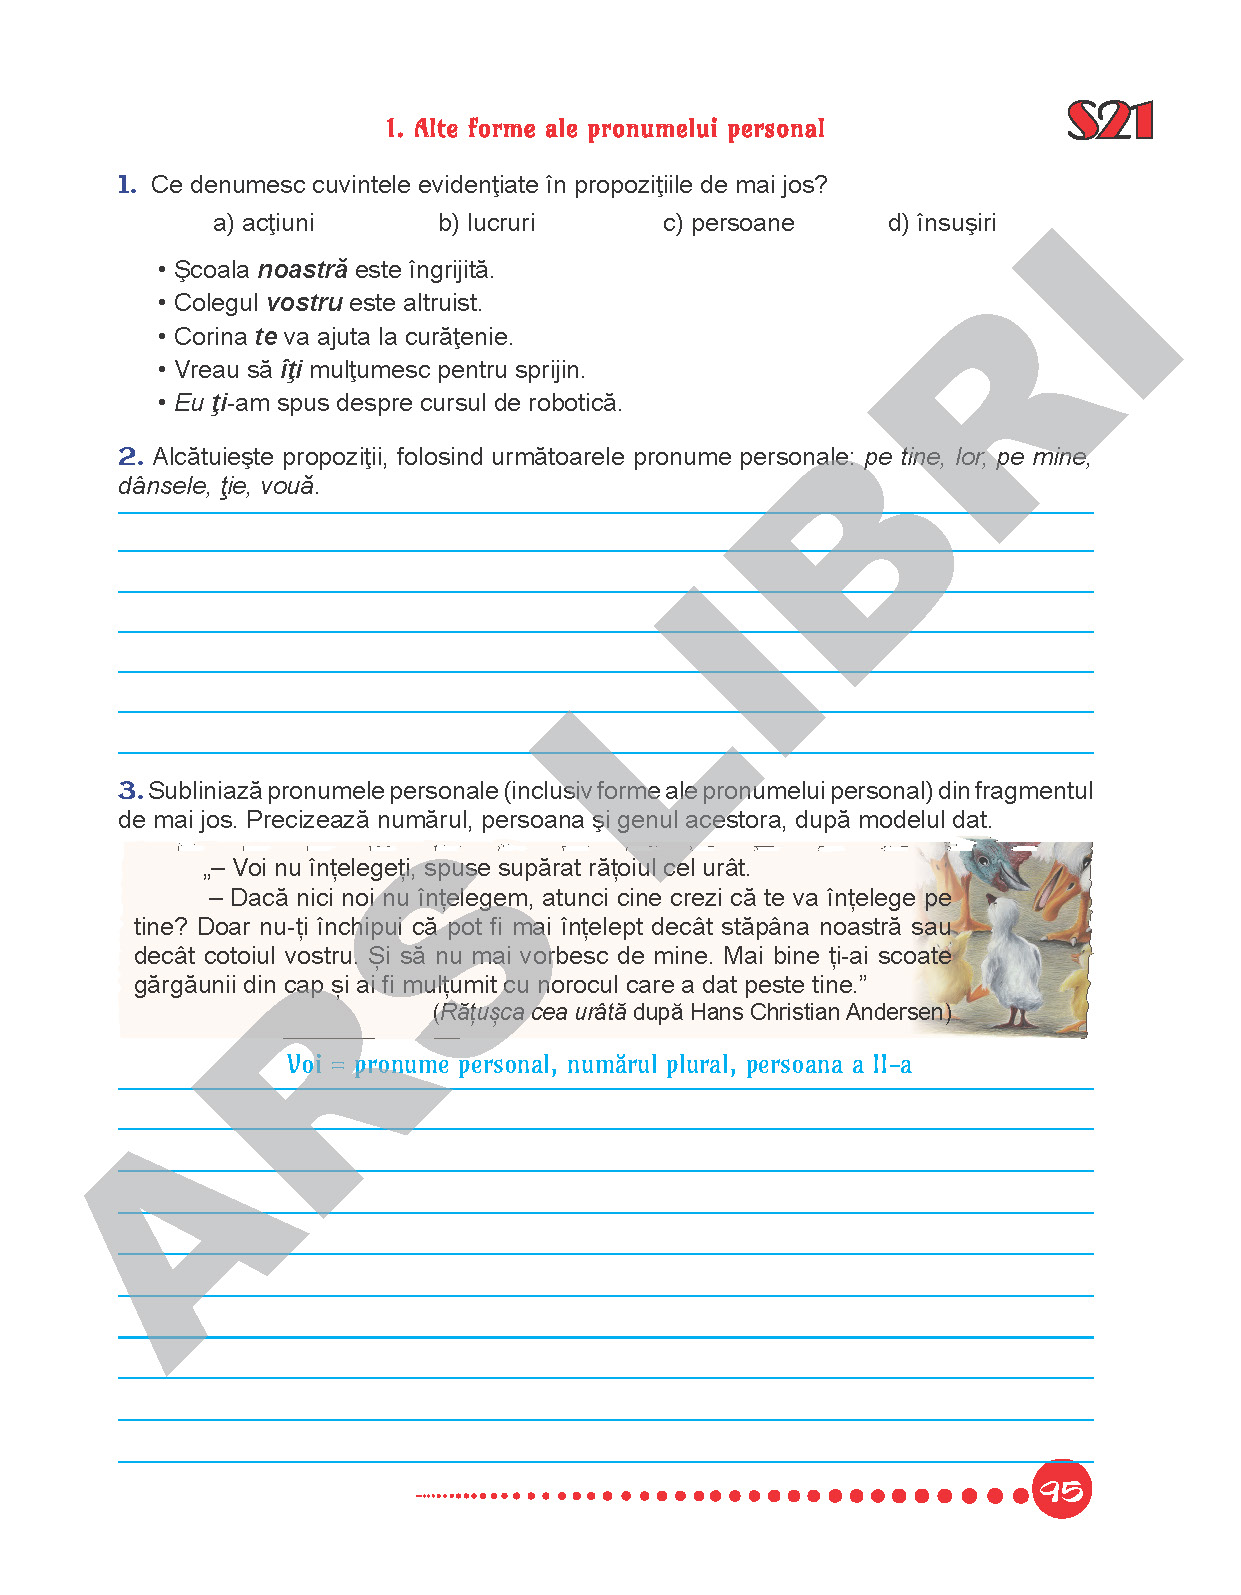 S21
1. Alte forme ale pronumelui personal
1. Ce denumesc cuvintele evidenţiate în propoziţiile de mai jos?
a) acţiuni b) lucruri c) persoane d) însuşiri
• Şcoala noastră este îngrijită.
• Colegul vostru este altruist.
• Corina te va ajuta la curăţenie.
• Vreau să îţi mulţumesc pentru sprijin.
• Eu ţi-am spus despre cursul de robotică.
2. Alcătuieşte propoziţii, folosind următoarele pronume personale: pe tine, lor, pe mine,
dânsele, ţie, vouă.
3. Subliniază pronumele personale (inclusiv forme ale pronumelui personal) din fragmentul
de mai jos. Precizează numărul, persoana şi genul acestora, după modelul dat.
„– Voi nu înțelegeți, spuse supărat rățoiul cel urât.
– Dacă nici noi nu înțelegem, atunci cine crezi că te va înțelege pe
tine? Doar nu-ți închipui că pot fi mai înțelept decât stăpâna noastră sau
decât cotoiul vostru. Și să nu mai vorbesc de mine. Mai bine ți-ai scoate
gărgăunii din cap și ai fi mulțumit cu norocul care a dat peste tine.”
(Rățușca cea urâtă după Hans Christian Andersen)
Voi = pronume personal, numărul plural, persoana a II-a
95
ARS LIBRI